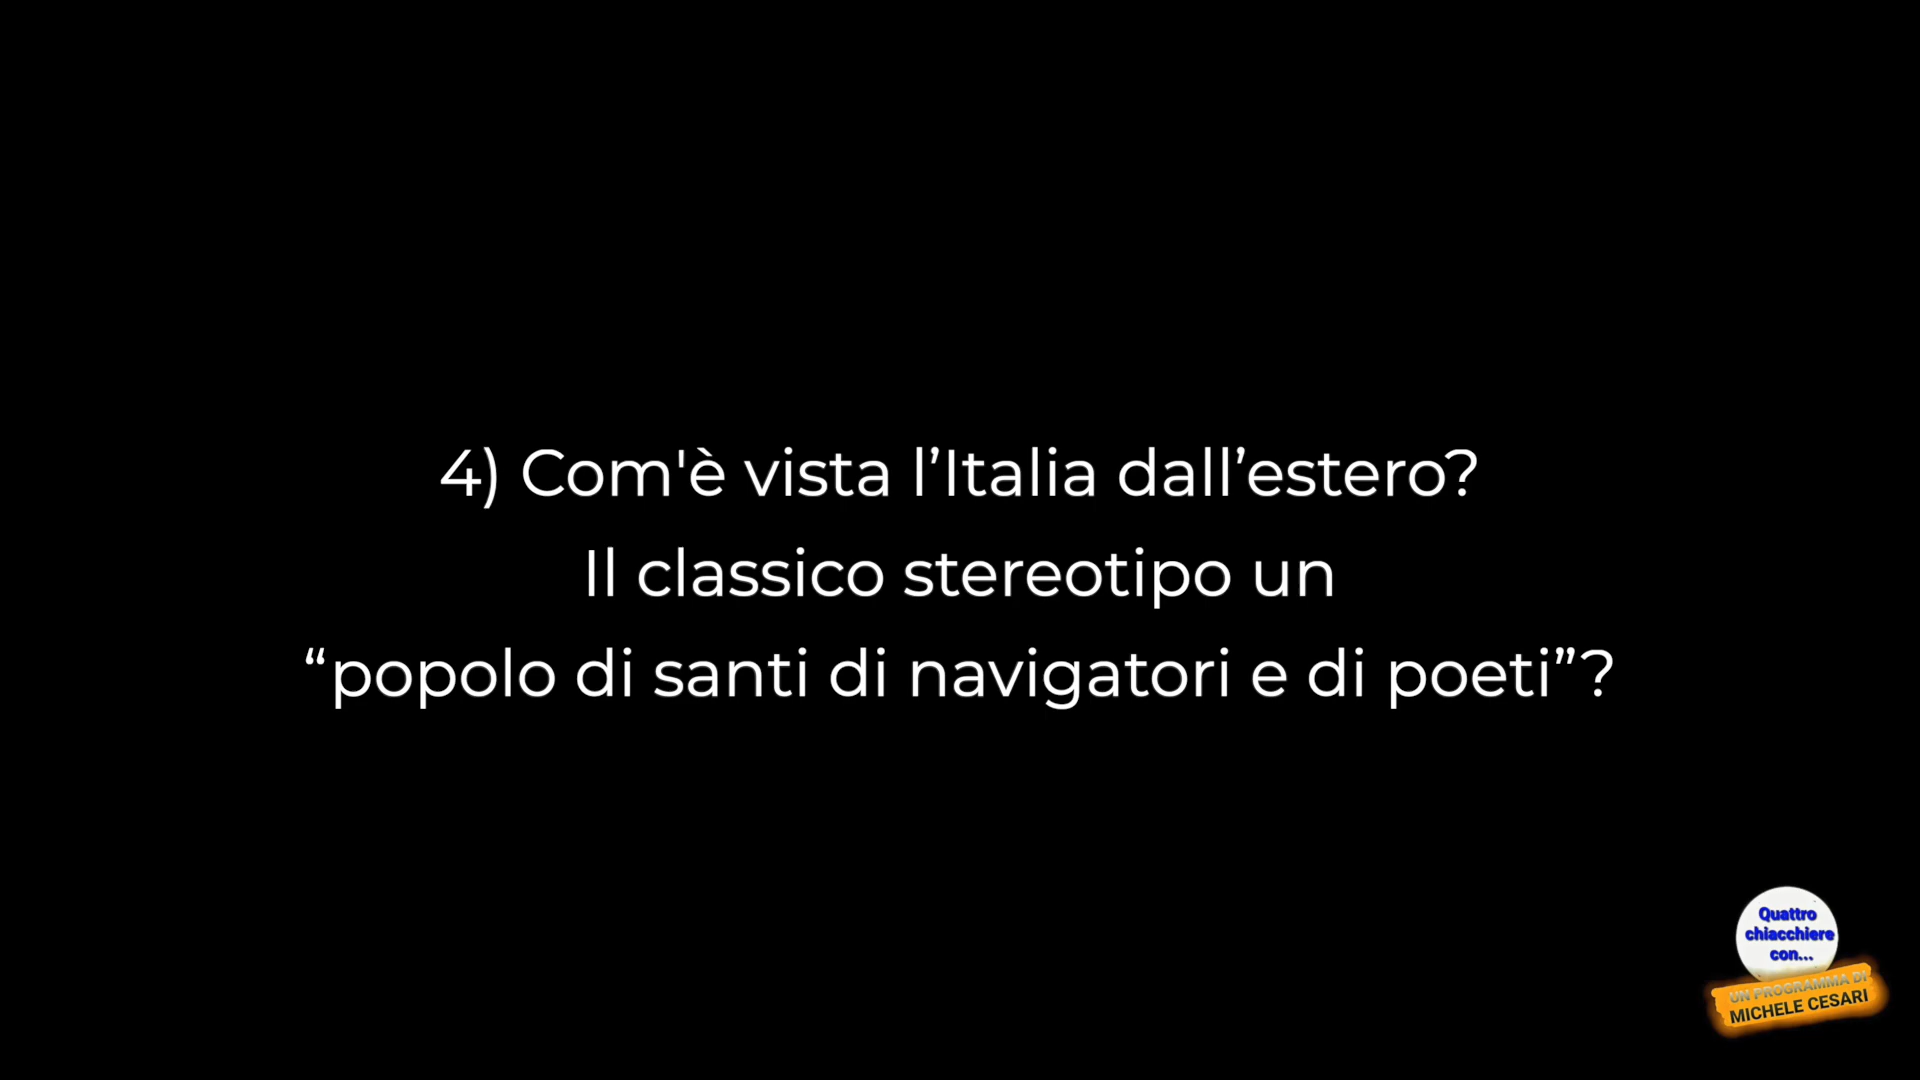 4) Com'è vista l’Italia dall’estero?
Il classico stereotipo un
“popolo di santi di navigatori e di poeti”?
Quattro
chiacchiere
con...
UN PROGRAMMA DI
MICHELE CESARI